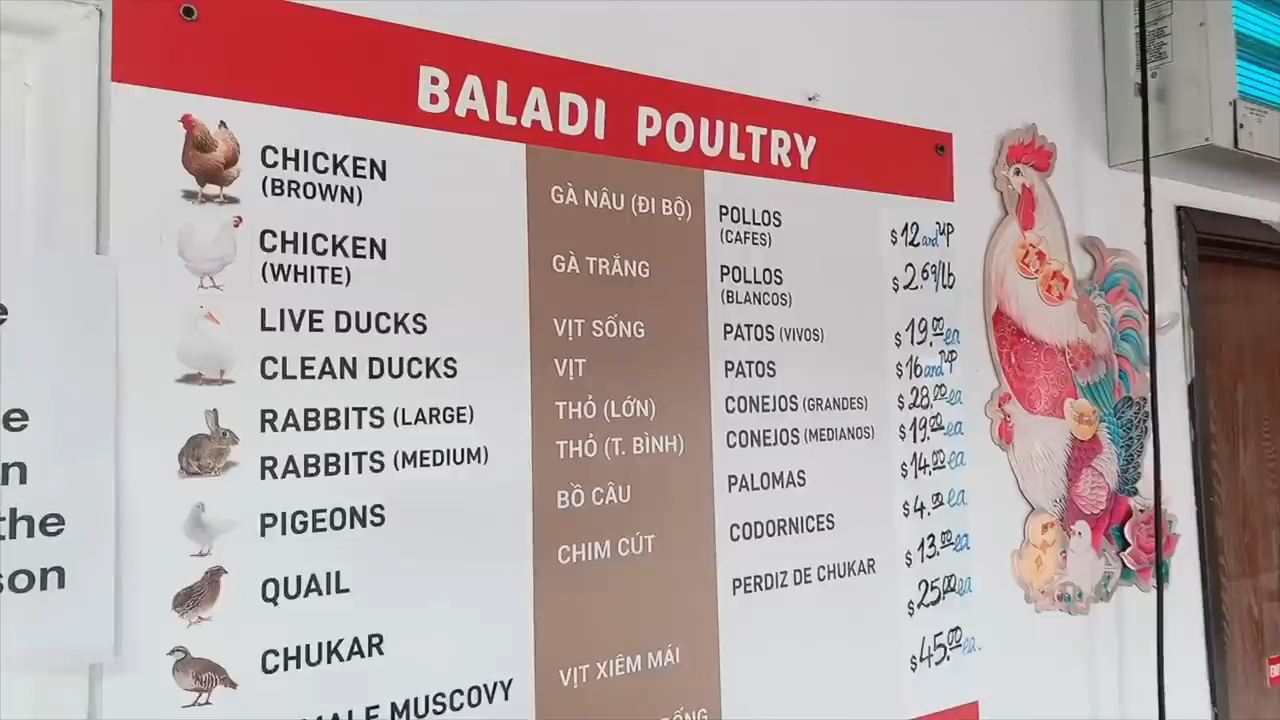 BALADI POULTRY
CHICKEN
(BROWN)
GÀ NÂU (ĐI BỘ)
POLLOS
(CAFES)
$12 and up
CHICKEN
(WHITE)
GÀ TRẮNG
POLLOS
(BLANCOS)
$2.69/lb
LIVE DUCKS
VỊT SỐNG
PATOS (VIVOS)
$19.00 ea
CLEAN DUCKS
VỊT
PATOS
$16 and up
RABBITS (LARGE)
THỎ (LỚN)
CONEJOS (GRANDES)
$28.00 ea
RABBITS (MEDIUM)
THỎ (T. BÌNH)
CONEJOS (MEDIANOS)
$19.00 ea
PIGEONS
BỒ CÂU
PALOMAS
$14.00 ea
QUAIL
CHIM CÚT
CODORNICES
$4.00 ea
CHUKAR
PERDIZ DE CHUKAR
$13.00 ea
MUSCOVY
VỊT XIÊM MÁI
$25.00 ea
$45.00 ea.
e
e
n
the
son